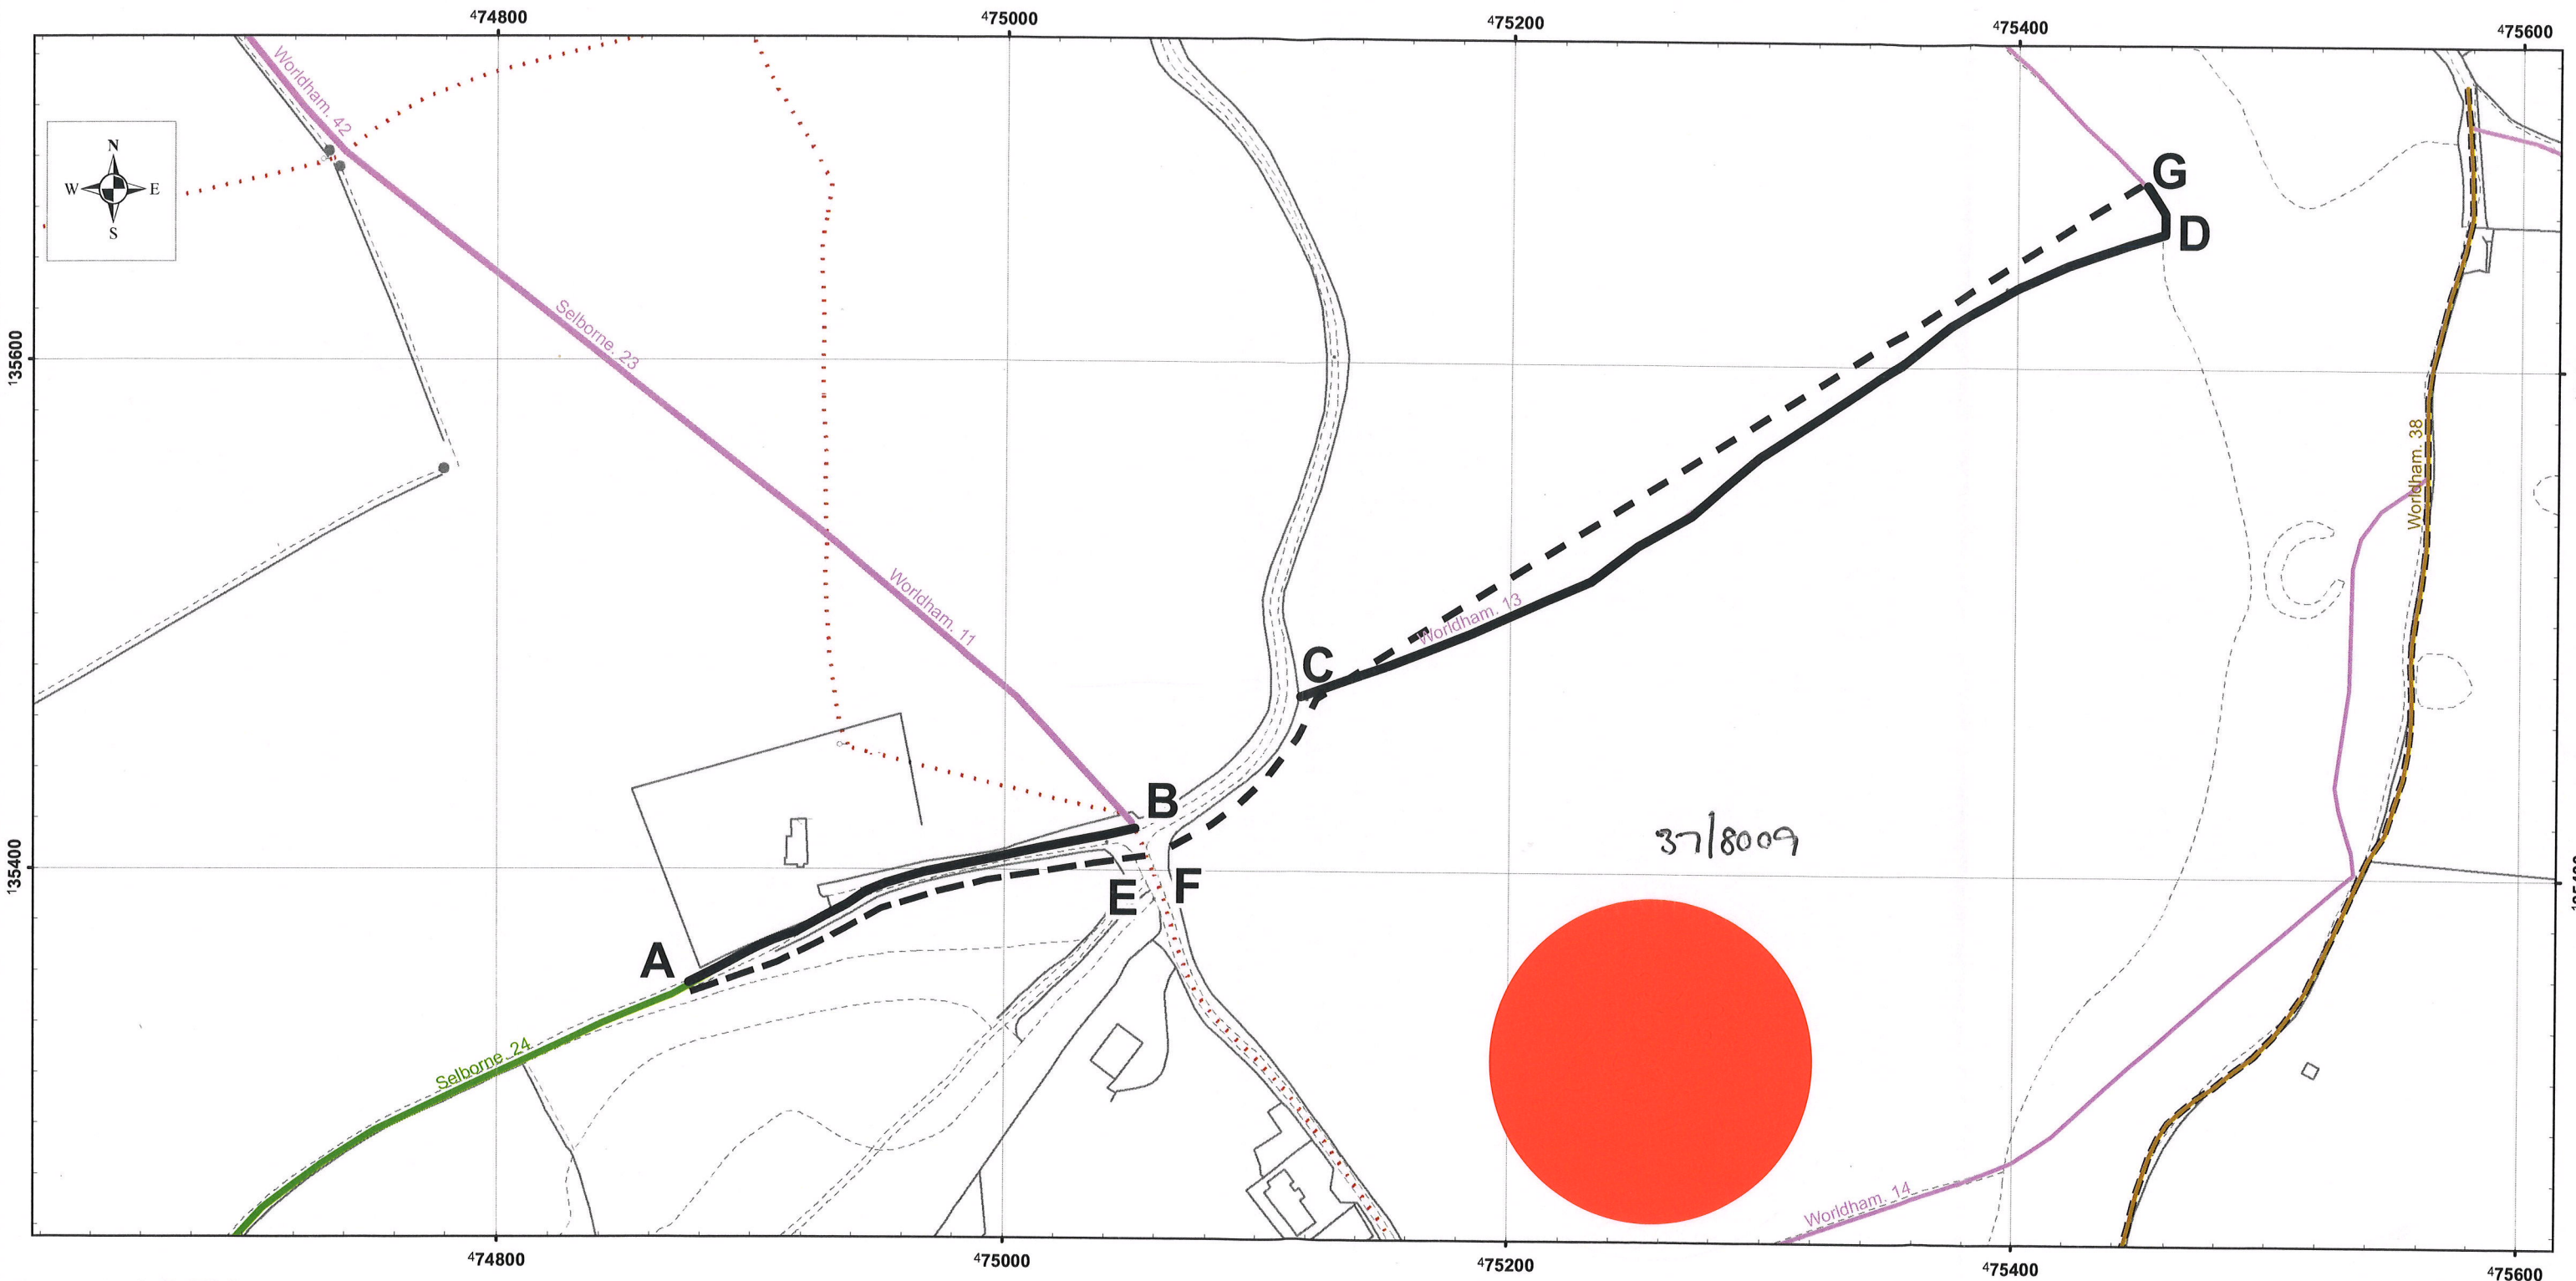 474800
475000
475200
475400
475600
Worldham. 42
N
W
E
S
G
D
Selborne. 23
135600
Worldham. 38
Worldham. 11
Worldham. 13
C
B
37/8009
135400
E
F
A
Selborne. 24
Worldham. 14
474800
475000
475200
475400
475600